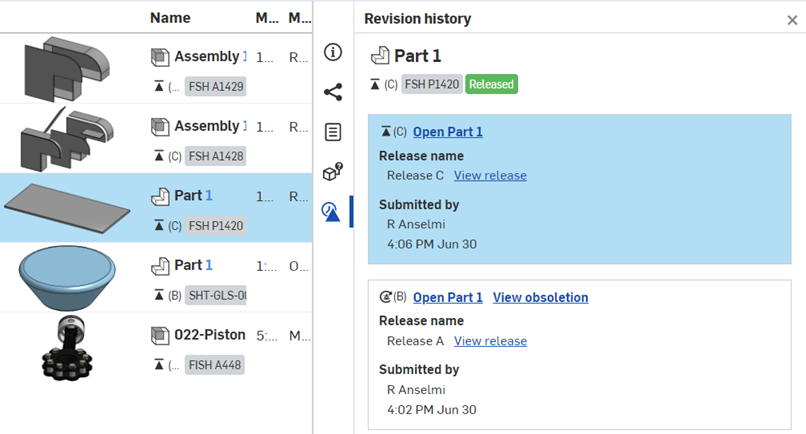 Name M... M...
Assembly 1 1... R...
(... FSH A1429
Assembly 1 1... R...
(C) FSH A1428
Part 1 1... R...
(C) FSH P1420
Part 1 1:... O...
(B) SHT-GLS-00
022-Piston 5:... M...
(... FISH A448
Revision history
Part 1
(C) FSH P1420 Released
(C) Open Part 1
Release name
Release C View release
Submitted by
R Anselmi
4:06 PM Jun 30
(B) Open Part 1 View obsoletion
Release name
Release A View release
Submitted by
R Anselmi
4:02 PM Jun 30